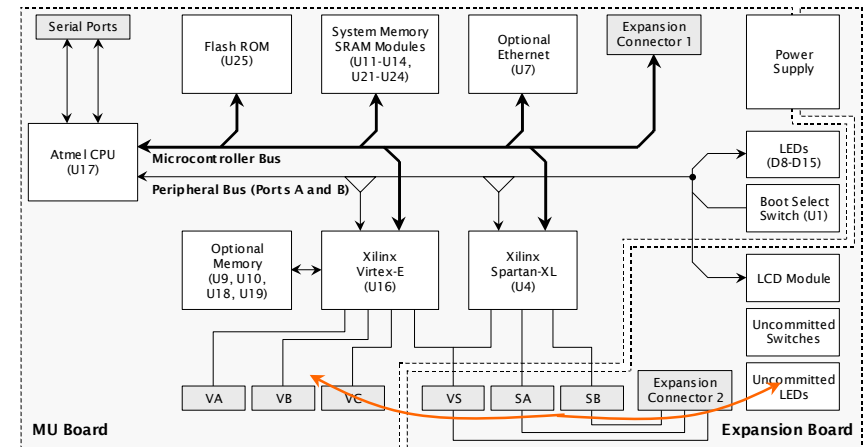 Serial Ports
Flash ROM
(U25)
System Memory
SRAM Modules
(U11-U14,
U21-U24)
Optional
Ethernet
(U7)
Expansion
Connector 1
Power
Supply
Atmel CPU
(U17)
Microcontroller Bus
Peripheral Bus (Ports A and B)
LEDs
(D8-D15)
Boot Select
Switch (U1)
Optional
Memory
(U9, U10,
U18, U19)
Xilinx
Virtex-E
(U16)
Xilinx
Spartan-XL
(U4)
LCD Module
Uncommitted
Switches
VA
VB
VC
VS
SA
SB
Expansion
Connector 2
Uncommitted
LEDs
MU Board
Expansion Board